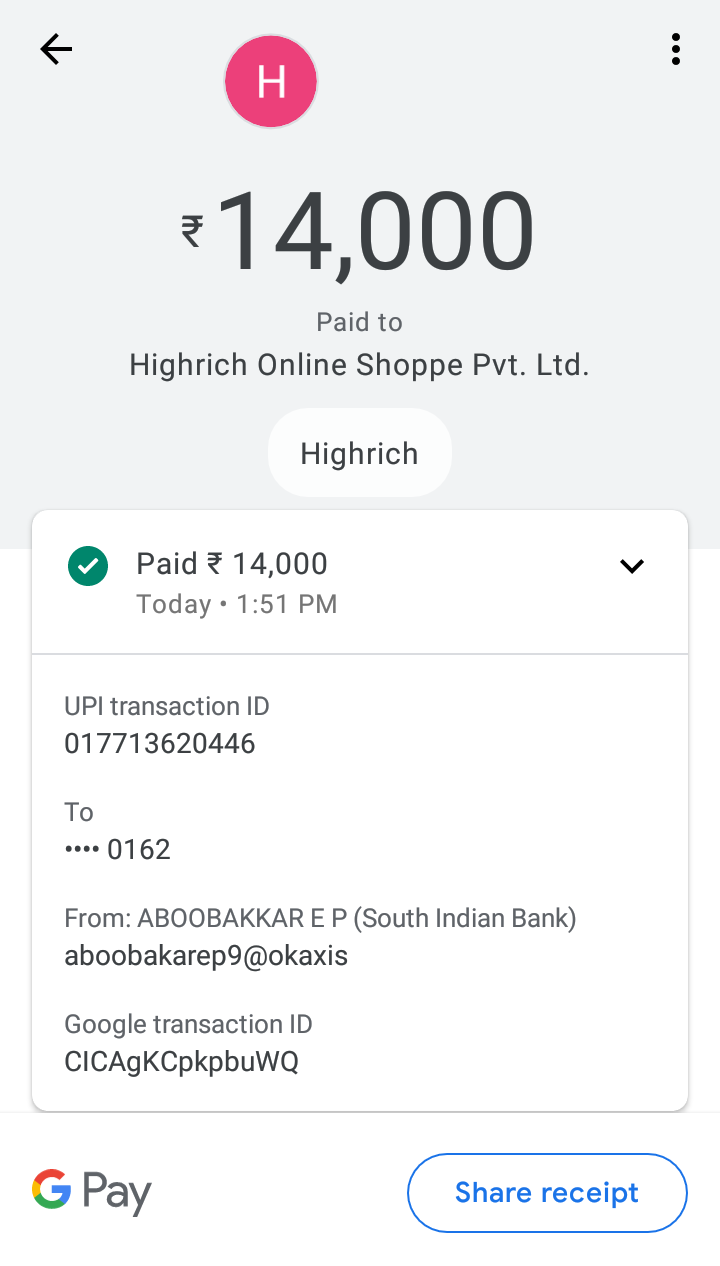 H
₹14,000
Paid to
Highrich Online Shoppe Pvt. Ltd.
Highrich
Paid ₹ 14,000
Today • 1:51 PM
UPI transaction ID
017713620446
To
•••• 0162
From: ABOOBAKKAR E P (South Indian Bank)
aboobakarep9@okaxis
Google transaction ID
CICAgKCpkpbuWQ
G Pay
Share receipt